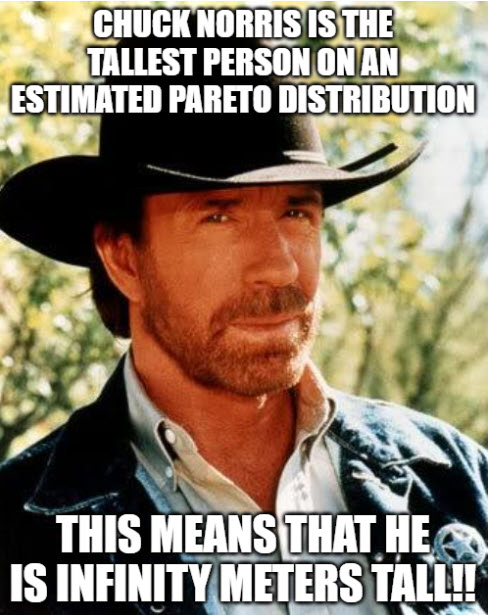 CHUCK NORRIS IS THE
TALLEST PERSON ON AN
ESTIMATED PARETO DISTRIBUTION
THIS MEANS THAT HE
IS INFINITY METERS TALL!!